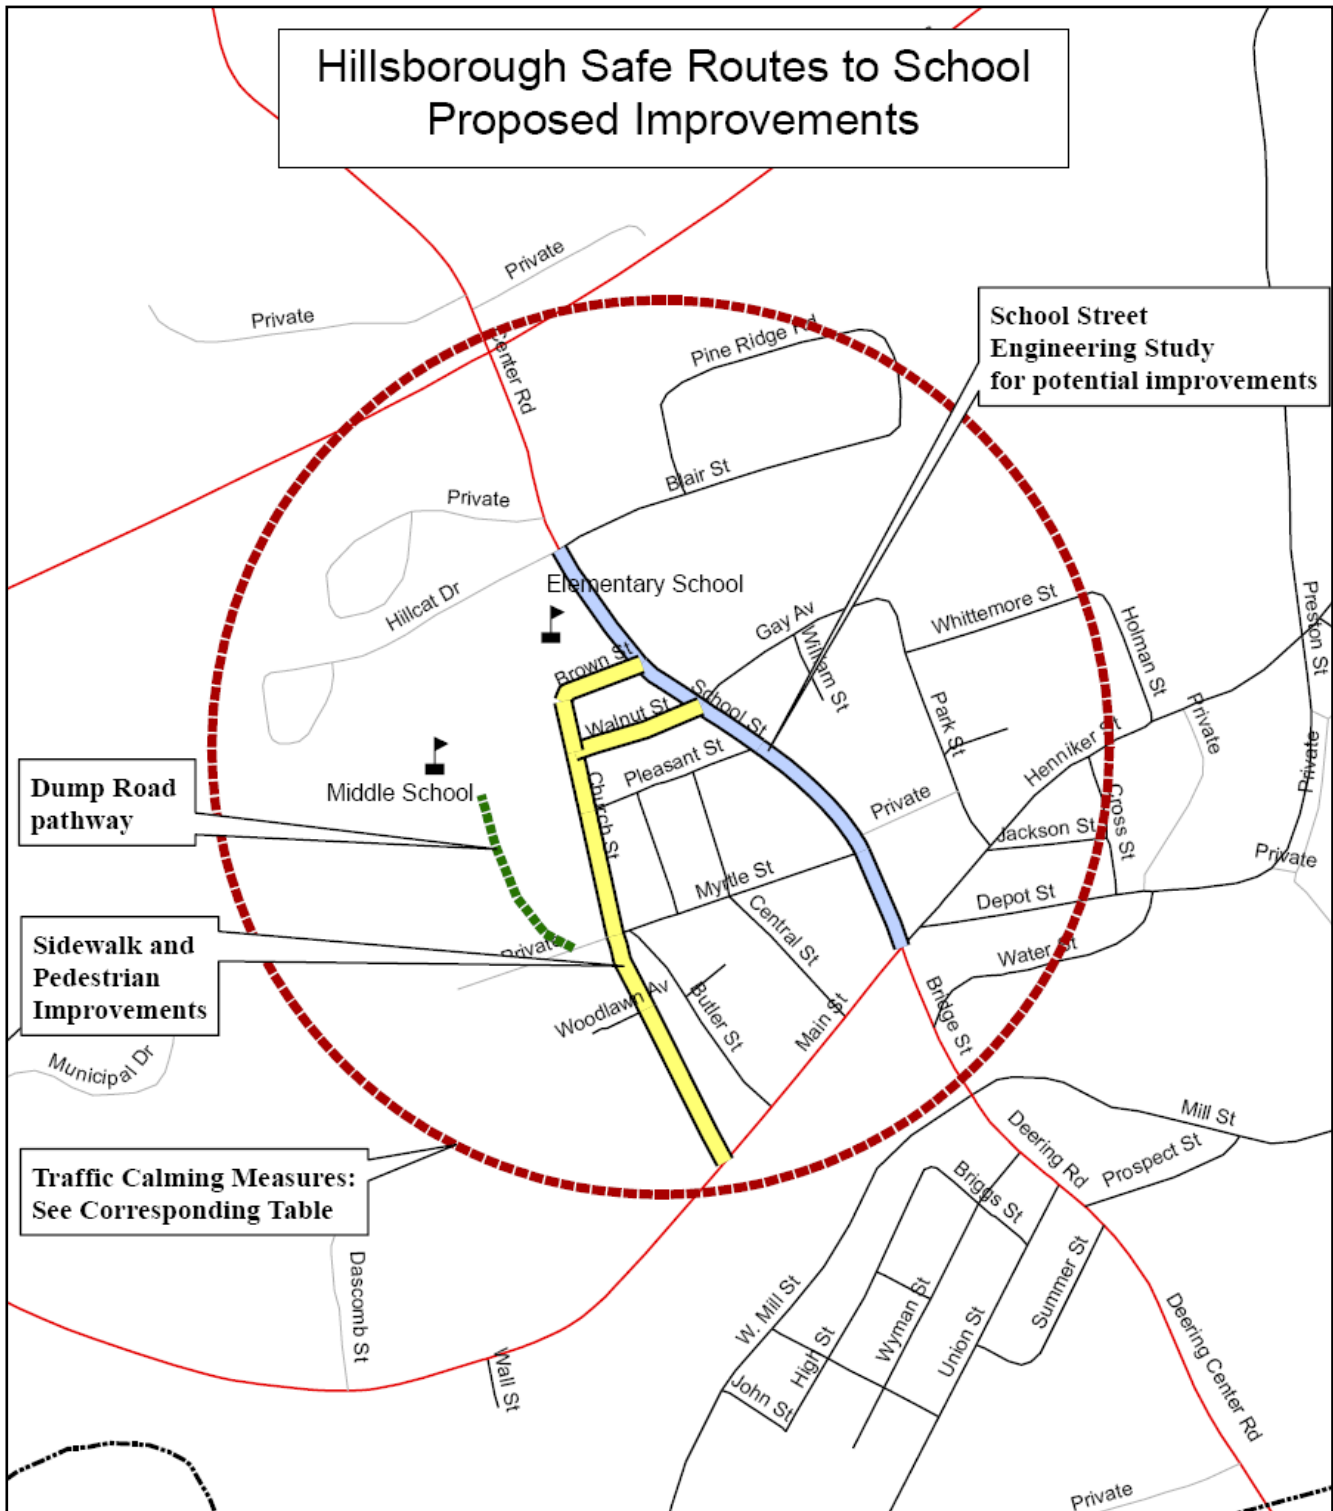 Hillsborough Safe Routes to School
Proposed Improvements
Private
Private
Center Rd
Pine Ridge Rd
School Street
Engineering Study
for potential improvements
Blair St
Private
Elementary School
Hillcat Dr
Gay Av
William St
Whittemore St
Holman St
Preston St
Brown St
School St
Walnut St
Park St
Private
Henniker St
Private
Pleasant St
Middle School
Dump Road
pathway
Church St
Private
Jackson St
Cross St
Private
Myrtle St
Central St
Depot St
Sidewalk and
Pedestrian
Improvements
Private
Water St
Woodlawn Av
Butler St
Main St
Bridge St
Municipal Dr
Mill St
Deering Rd
Prospect St
Traffic Calming Measures:
See Corresponding Table
Briggs St
Dascomb St
Summer St
W. Mill St
Wyman St
Union St
High St
Deering Center Rd
Wall St
John St
Private